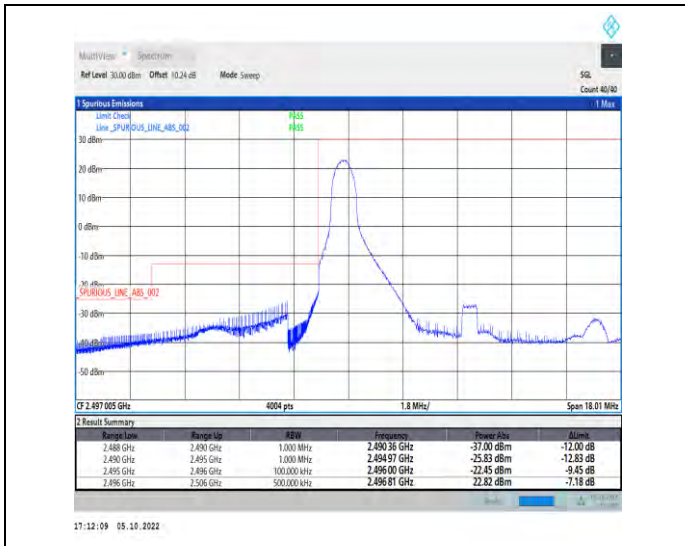 MultiView Spectrum
Ref Level 30.00 dBm Offset 10.24 dB Mode Sweep SGL
Count 40/40
1 Spurious Emissions 1 Max
Limit Check PASS
Line _SPURIOUS_LINE_ABS_002 PASS
30 dBm
20 dBm
10 dBm
0 dBm
-10 dBm
-20 dBm
_SPURIOUS_LINE_ABS_002
-30 dBm
-40 dBm
-50 dBm
CF 2.497 005 GHz 4004 pts 1.8 MHz/ Span 18.01 MHz
2 Result Summary
Range Low Range Up RBW Frequency Power Abs ΔLimit
2.488 GHz 2.490 GHz 1.000 MHz 2.490 36 GHz -37.00 dBm -12.00 dB
2.490 GHz 2.495 GHz 1.000 MHz 2.494 97 GHz -25.83 dBm -12.83 dB
2.495 GHz 2.496 GHz 100.000 kHz 2.496 00 GHz -22.45 dBm -9.45 dB
2.496 GHz 2.506 GHz 500.000 kHz 2.496 81 GHz 22.82 dBm -7.18 dB
17:12:09 05.10.2022